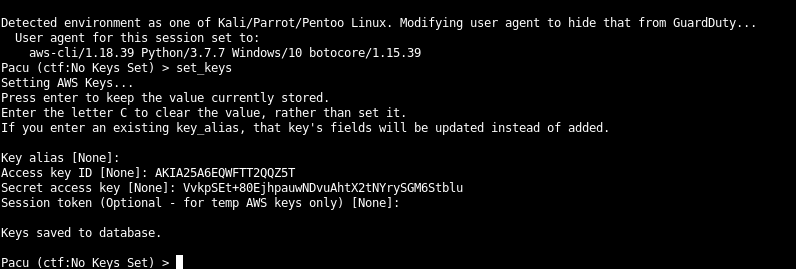 Detected environment as one of Kali/Parrot/Pentoo Linux. Modifying user agent to hide that from GuardDuty...
User agent for this session set to:
aws-cli/1.18.39 Python/3.7.7 Windows/10 botocore/1.15.39
Pacu (ctf:No Keys Set) > set_keys
Setting AWS Keys...
Press enter to keep the value currently stored.
Enter the letter C to clear the value, rather than set it.
If you enter an existing key_alias, that key's fields will be updated instead of added.
Key alias [None]:
Access key ID [None]: AKIA25A6EQWFTT2QQZ5T
Secret access key [None]: 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
Session token (Optional - for temp AWS keys only) [None]:
Keys saved to database.
Pacu (ctf:No Keys Set) >